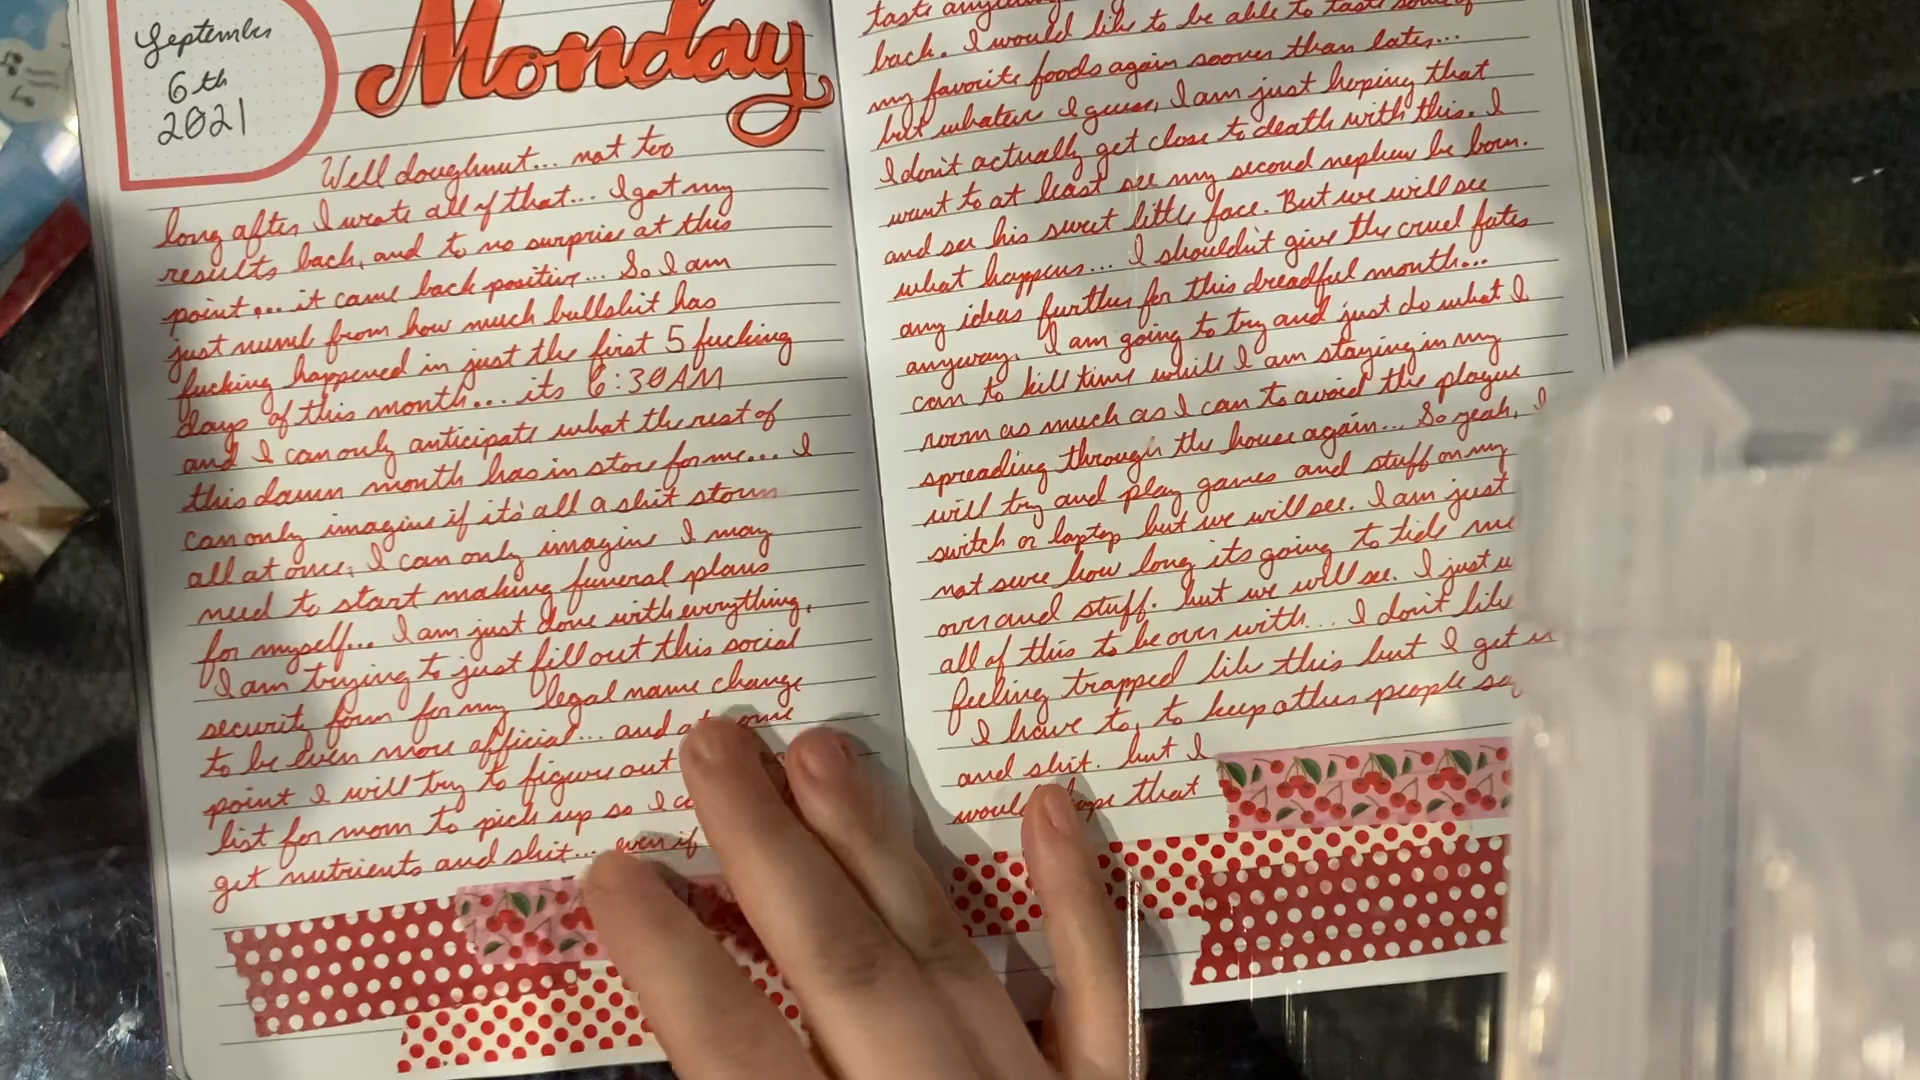 September
6th
2021
Monday
Well doughnut... not too
long after I wrote all of that... I got my
results back, and to no surprise at this
point... it came back positive... So I am
just numb from how much bullshit has
fucking happened in just the first 5 fucking
days of this month... its 6:30AM
and I can only anticipate what the rest of
this damn month has in store for me... I
can only imagine if it's all a shit storm
all at once, I can only imagine I may
need to start making funeral plans
for myself... I am just done with everything,
I am trying to just fill out this social
security form for my legal name change
to be even more official... and at some
point I will try to figure out
list for mom to pick up so I
get nutrients and shit... even if
taste
back. I would like to be able to taste some of
my favorite foods again sooner than later...
but whatever I guess, I am just hoping that
I don't actually get close to death with this. I
want to at least see my second nephew be born.
and see his sweet little face. But we will see
what happens... I shouldn't give the cruel fates
any ideas further for this dreadful month...
anyway. I am going to try and just do what I
can to kill time while I am staying in my
room as much as I can to avoid the plague
spreading through the house again... So yeah, I
will try and play games and stuff on my
switch or laptop but we will see. I am just
not sure how long its going to tide me
over and stuff. but we will see. I just
all of this to be over with... I don't like
feeling trapped like this but I get
I have to, to keep other people
and shit. but I
would hope that